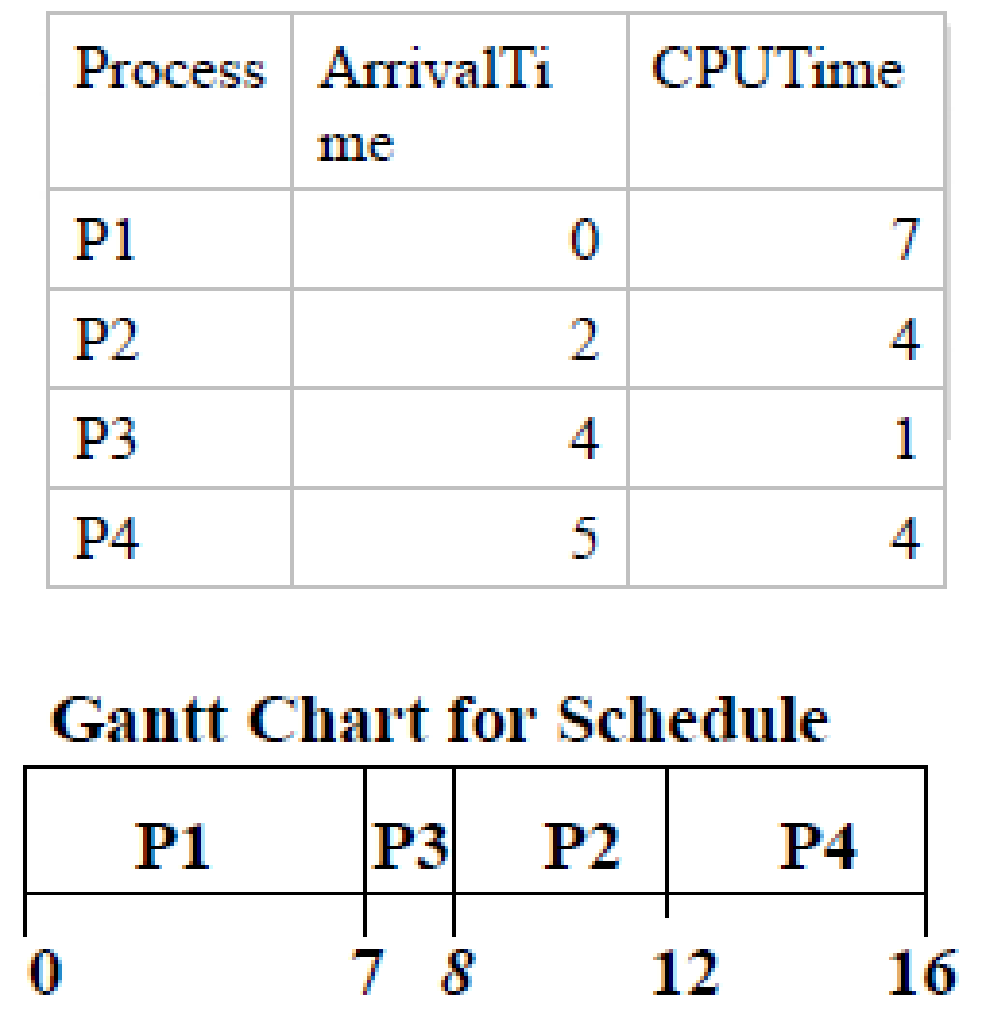 Process ArrivalTi CPUTime
me
P1 0 7
P2 2 4
P3 4 1
P4 5 4
Gantt Chart for Schedule
P1 P3 P2 P4
0 7 8 12 16